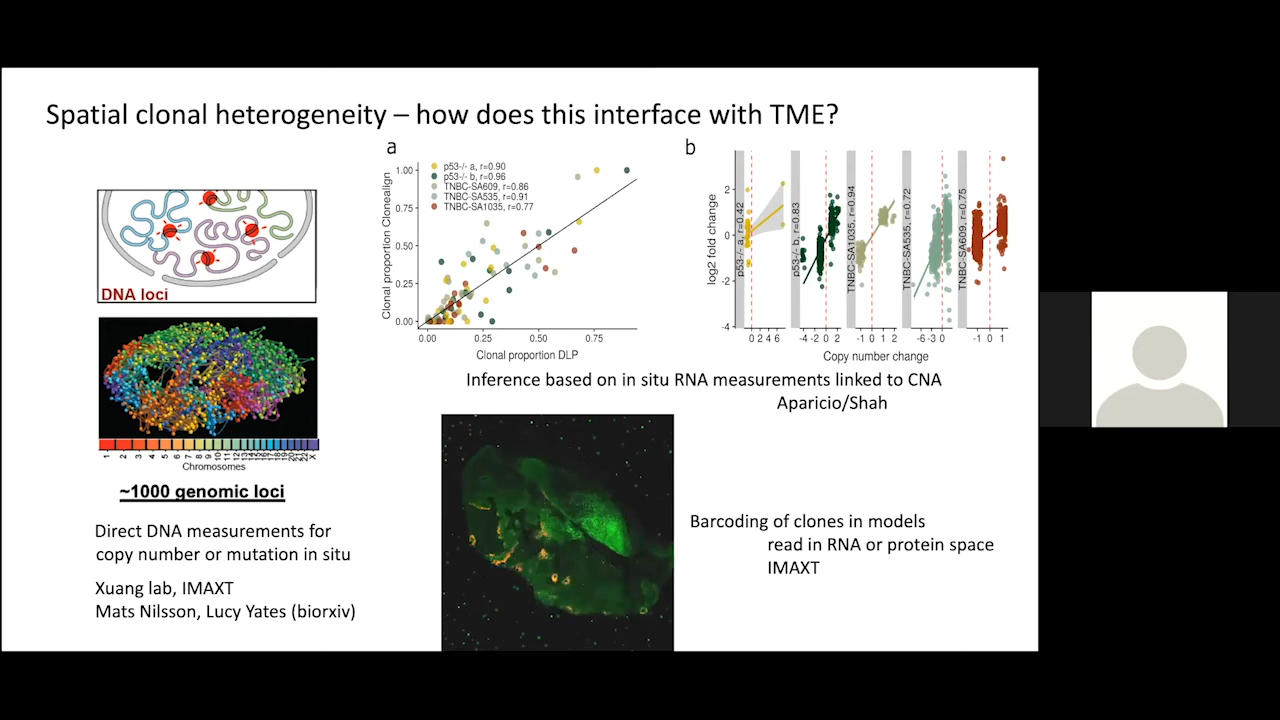 Spatial clonal heterogeneity – how does this interface with TME?
DNA loci
Chromosomes
~1000 genomic loci
Direct DNA measurements for
copy number or mutation in situ
Xuang lab, IMAXT
Mats Nilsson, Lucy Yates (biorxiv)
a
p53-/- a, r=0.90
p53-/- b, r=0.96
TNBC-SA609, r=0.86
TNBC-SA535, r=0.91
TNBC-SA1035, r=0.77
Clonal proportion Clonealign
1.00
0.75
0.50
0.25
0.00
0.00 0.25 0.50 0.75
Clonal proportion DLP
b
log2 fold change
2
0
-2
-4
p53-/- a, r=0.42
p53-/- b, r=0.83
TNBC-SA1035, r=0.94
TNBC-SA535, r=0.72
TNBC-SA609, r=0.75
0 2 4 6 -4 -2 0 2 -1 0 1 2 -6 -3 0 -1 0 1
Copy number change
Inference based on in situ RNA measurements linked to CNA
Aparicio/Shah
Barcoding of clones in models
read in RNA or protein space
IMAXT